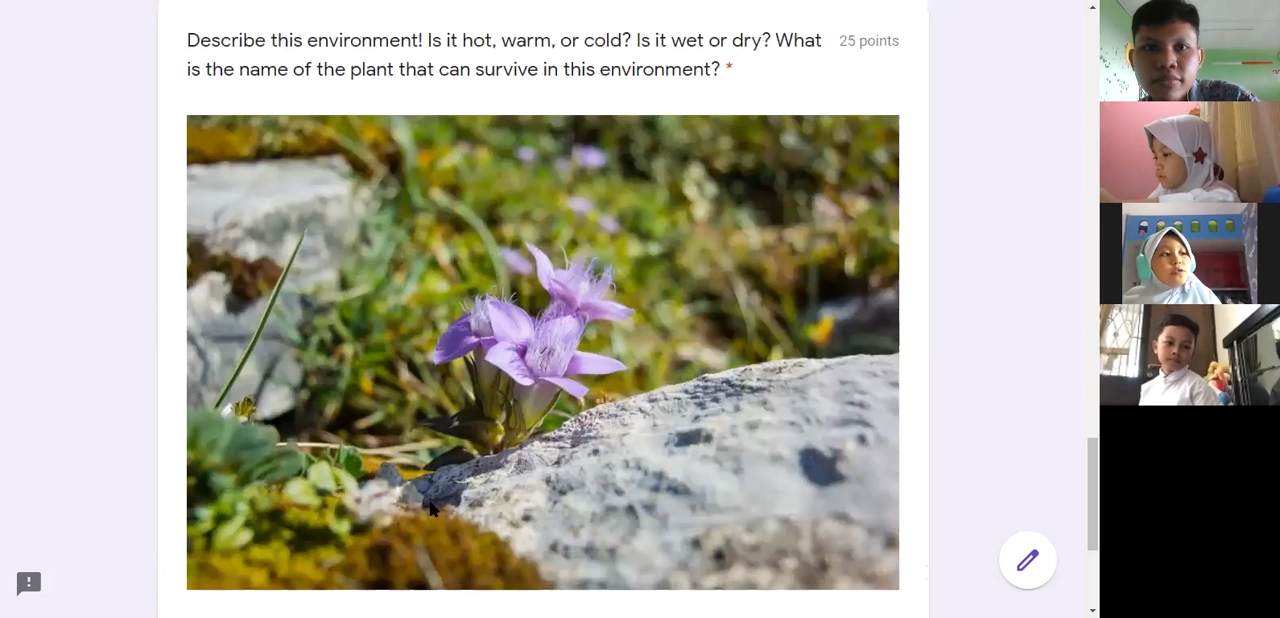 Describe this environment! Is it hot, warm, or cold? Is it wet or dry? What
is the name of the plant that can survive in this environment? *
25 points